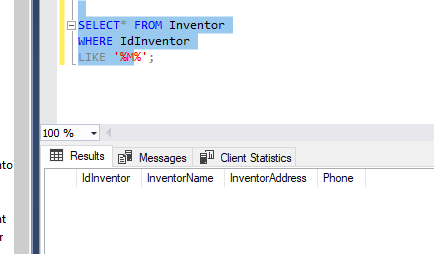 SELECT* FROM Inventor
WHERE IdInventor
LIKE '%M%';
100 %
Results Messages Client Statistics
IdInventor InventorName InventorAddress Phone